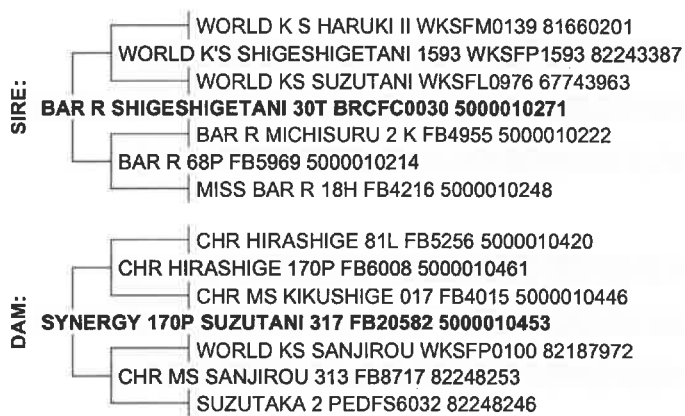 WORLD K S HARUKI II WKSFM0139 81660201
WORLD K'S SHIGESHIGETANI 1593 WKSFP1593 82243387
WORLD KS SUZUTANI WKSFL0976 67743963
SIRE:
BAR R SHIGESHIGETANI 30T BRCFC0030 5000010271
BAR R MICHISURU 2 K FB4955 5000010222
BAR R 68P FB5969 5000010214
MISS BAR R 18H FB4216 5000010248
CHR HIRASHIGE 81L FB5256 5000010420
CHR HIRASHIGE 170P FB6008 5000010461
CHR MS KIKUSHIGE 017 FB4015 5000010446
DAM:
SYNERGY 170P SUZUTANI 317 FB20582 5000010453
WORLD KS SANJIROU WKSFP0100 82187972
CHR MS SANJIROU 313 FB8717 82248253
SUZUTAKA 2 PEDFS6032 82248246